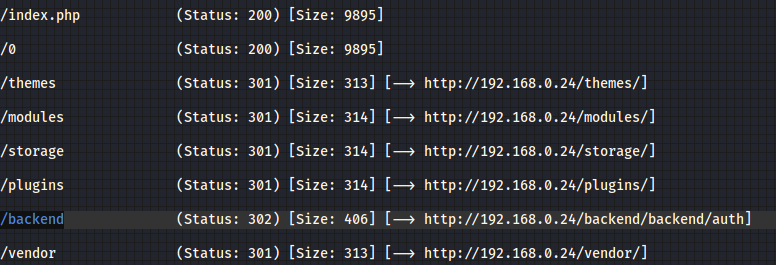 /index.php (Status: 200) [Size: 9895]
/0 (Status: 200) [Size: 9895]
/themes (Status: 301) [Size: 313] [--> http://192.168.0.24/themes/]
/modules (Status: 301) [Size: 314] [--> http://192.168.0.24/modules/]
/storage (Status: 301) [Size: 314] [--> http://192.168.0.24/storage/]
/plugins (Status: 301) [Size: 314] [--> http://192.168.0.24/plugins/]
/backend (Status: 302) [Size: 406] [--> http://192.168.0.24/backend/backend/auth]
/vendor (Status: 301) [Size: 313] [--> http://192.168.0.24/vendor/]